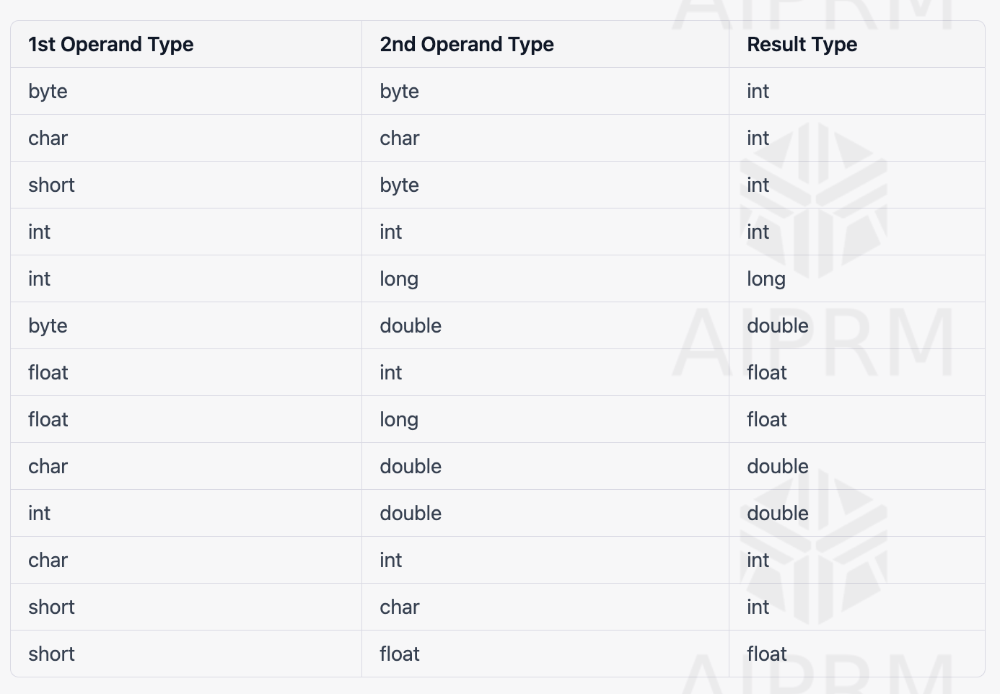 AIPRM
1st Operand Type 2nd Operand Type Result Type
byte byte int
char char int
short byte int
int int int
int long long
byte double double
AIPRM
float int float
float long float
char double double
int double double
char int int
short char int
short float float
AIPRM